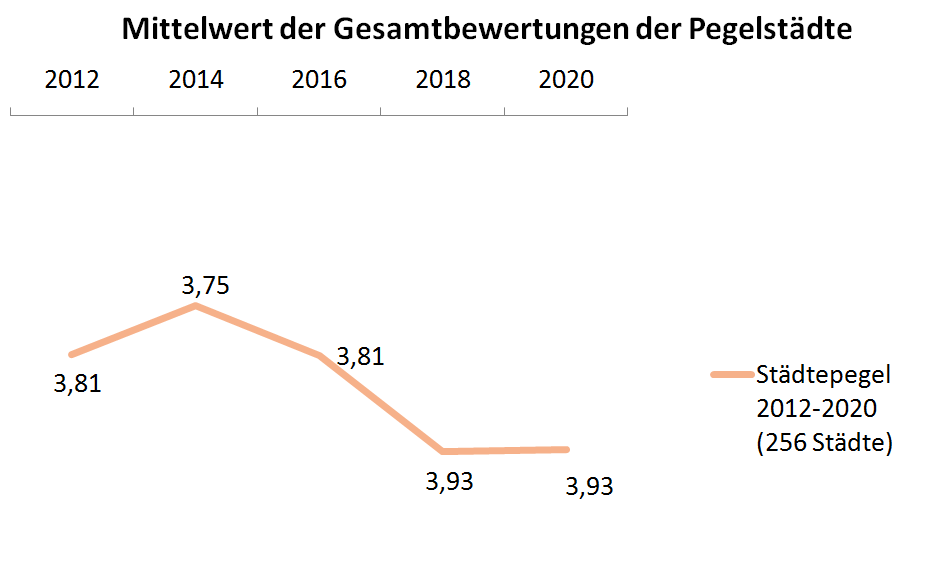 Mittelwert der Gesamtbewertungen der Pegelstädte
2012 2014 2016 2018 2020
3,75
3,81
3,81
3,93
3,93
Städtepegel
2012-2020
(256 Städte)